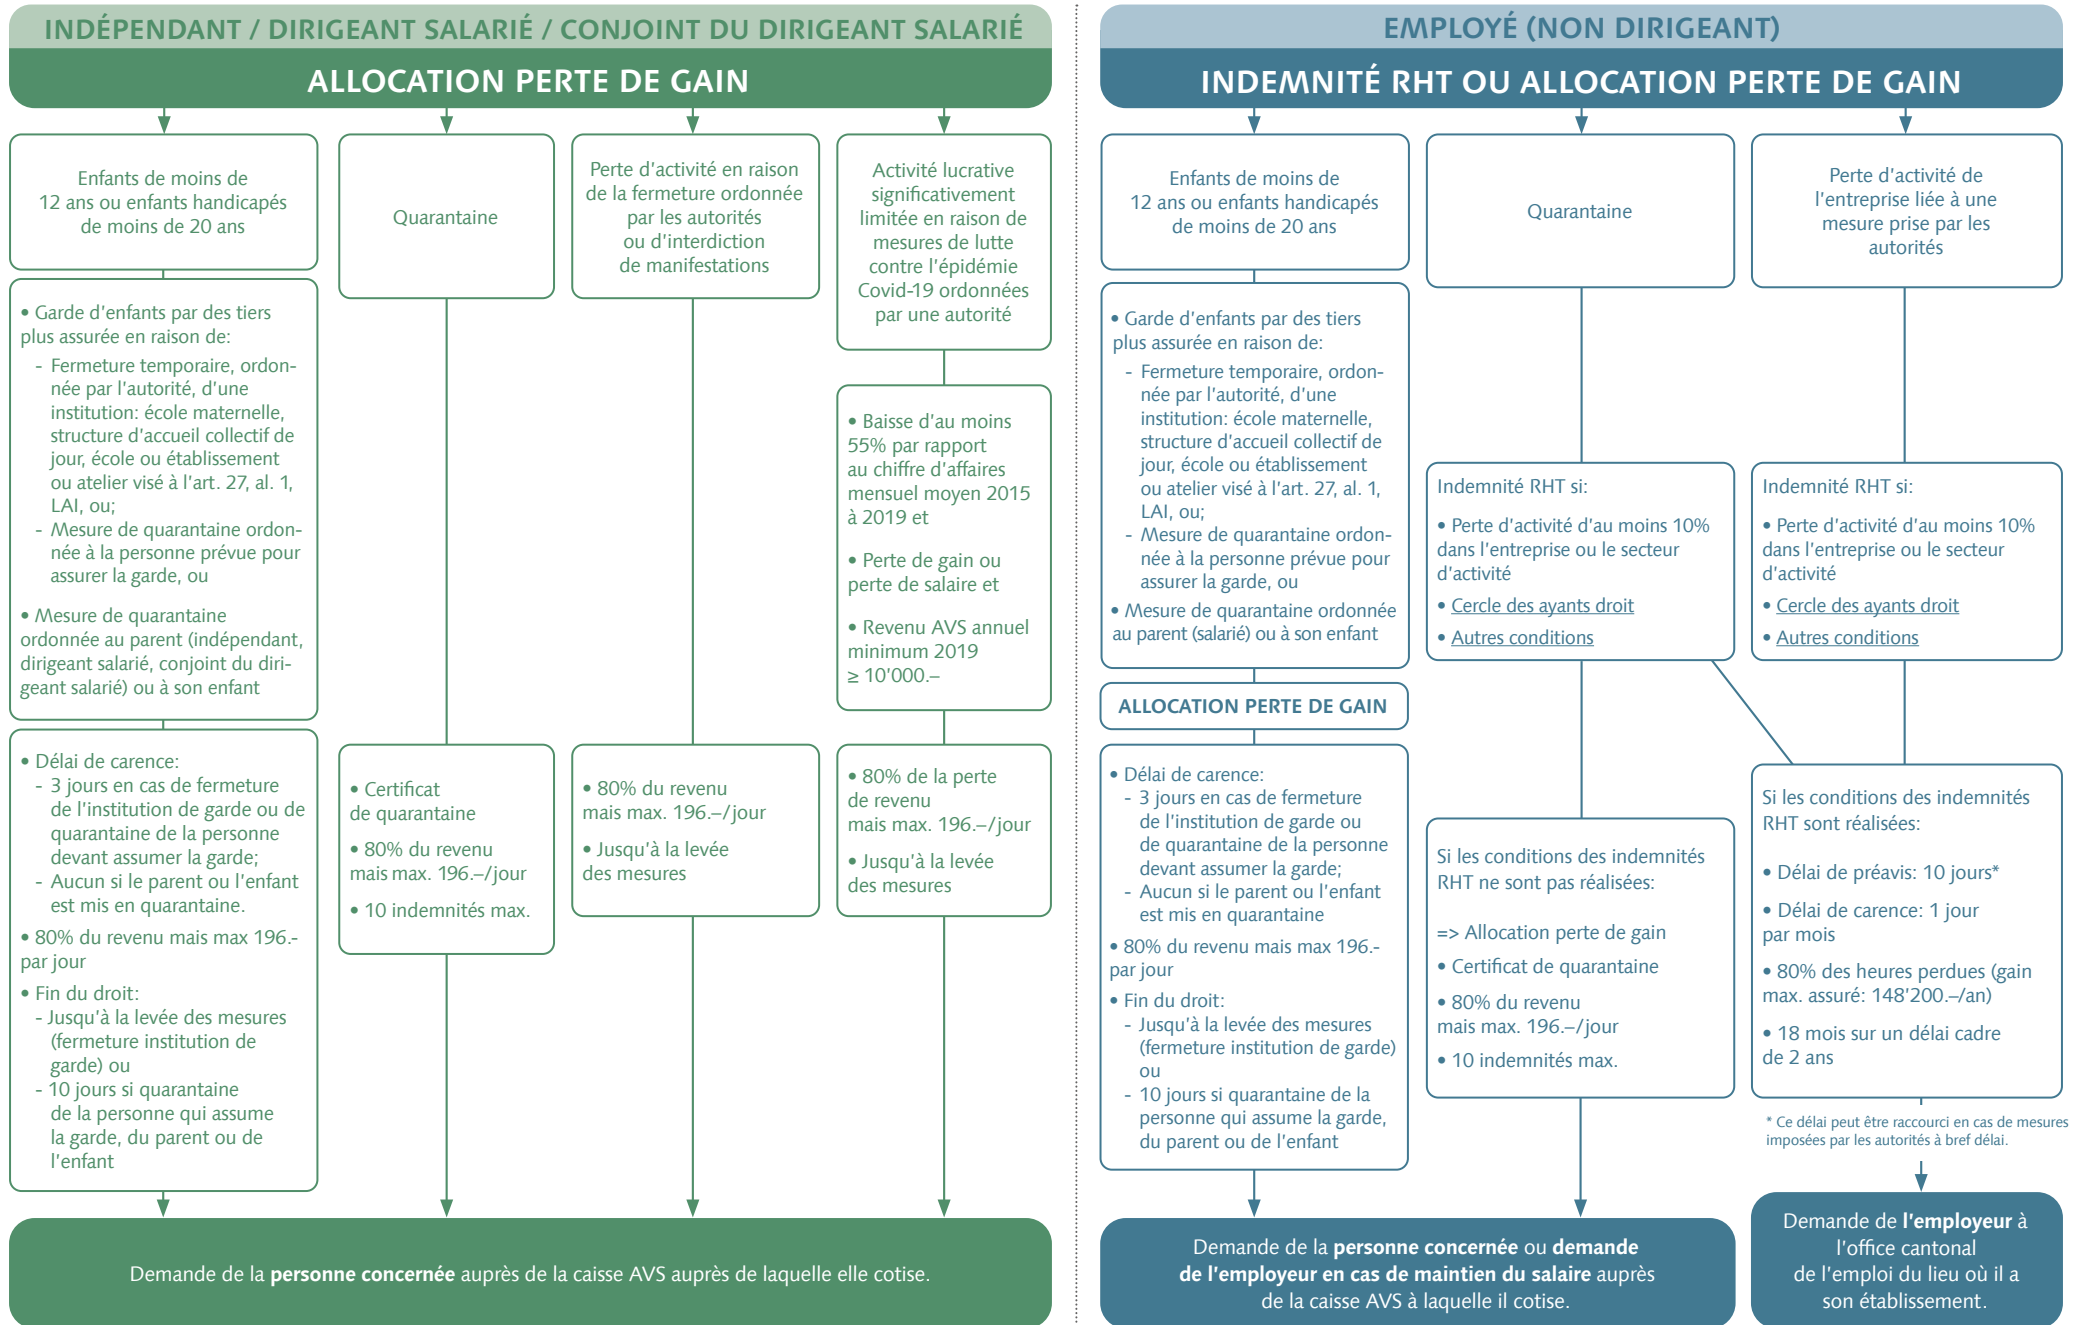 INDÉPENDANT / DIRIGEANT SALARIÉ / CONJOINT DU DIRIGEANT SALARIÉ
ALLOCATION PERTE DE GAIN
Enfants de moins de
12 ans ou enfants handicapés
de moins de 20 ans
• Garde d'enfants par des tiers
plus assurée en raison de:
- Fermeture temporaire, ordon-
née par l'autorité, d'une
institution: école maternelle,
structure d'accueil collectif de
jour, école ou établissement
ou atelier visé à l'art. 27, al. 1,
LAI, ou;
- Mesure de quarantaine ordon-
née à la personne prévue pour
assurer la garde, ou
• Mesure de quarantaine
ordonnée au parent (indépendant,
dirigeant salarié, conjoint du diri-
geant salarié) ou à son enfant
• Délai de carence:
- 3 jours en cas de fermeture
de l'institution de garde ou de
quarantaine de la personne
devant assumer la garde;
- Aucun si le parent ou l'enfant
est mis en quarantaine.
• 80% du revenu mais max 196.-
par jour
• Fin du droit:
- Jusqu'à la levée des mesures
(fermeture institution de
garde) ou
- 10 jours si quarantaine
de la personne qui assume
la garde, du parent ou de
l'enfant
Quarantaine
• Certificat
de quarantaine
• 80% du revenu
mais max. 196.–/jour
• 10 indemnités max.
Perte d'activité en raison
de la fermeture ordonnée
par les autorités
ou d'interdiction
de manifestations
• 80% du revenu
mais max. 196.–/jour
• Jusqu'à la levée
des mesures
Activité lucrative
significativement
limitée en raison de
mesures de lutte
contre l'épidémie
Covid-19 ordonnées
par une autorité
• Baisse d'au moins
55% par rapport
au chiffre d'affaires
mensuel moyen 2015
à 2019 et
• Perte de gain ou
perte de salaire et
• Revenu AVS annuel
minimum 2019
≥ 10'000.–
• 80% de la perte
de revenu
mais max. 196.–/jour
• Jusqu'à la levée
des mesures
Demande de la personne concernée auprès de la caisse AVS auprès de laquelle elle cotise.
EMPLOYÉ (NON DIRIGEANT)
INDEMNITÉ RHT OU ALLOCATION PERTE DE GAIN
Enfants de moins de
12 ans ou enfants handicapés
de moins de 20 ans
• Garde d'enfants par des tiers
plus assurée en raison de:
- Fermeture temporaire, ordon-
née par l'autorité, d'une
institution: école maternelle,
structure d'accueil collectif de
jour, école ou établissement
ou atelier visé à l'art. 27, al. 1,
LAI, ou;
- Mesure de quarantaine ordon-
née à la personne prévue pour
assurer la garde, ou
• Mesure de quarantaine ordonnée
au parent (salarié) ou à son enfant
ALLOCATION PERTE DE GAIN
• Délai de carence:
- 3 jours en cas de fermeture
de l'institution de garde ou
de quarantaine de la personne
devant assumer la garde;
- Aucun si le parent ou l'enfant
est mis en quarantaine
• 80% du revenu mais max 196.-
par jour
• Fin du droit:
- Jusqu'à la levée des mesures
(fermeture institution de garde)
ou
- 10 jours si quarantaine de la
personne qui assume la garde,
du parent ou de l'enfant
Quarantaine
Indemnité RHT si:
• Perte d'activité d'au moins 10%
dans l'entreprise ou le secteur
d'activité
• Cercle des ayants droit
• Autres conditions
Si les conditions des indemnités
RHT ne sont pas réalisées:
=> Allocation perte de gain
• Certificat de quarantaine
• 80% du revenu
mais max. 196.–/jour
• 10 indemnités max.
Demande de la personne concernée ou demande
de l'employeur en cas de maintien du salaire auprès
de la caisse AVS à laquelle il cotise.
Perte d'activité de
l'entreprise liée à une
mesure prise par les
autorités
Indemnité RHT si:
• Perte d'activité d'au moins 10%
dans l'entreprise ou le secteur
d'activité
• Cercle des ayants droit
• Autres conditions
Si les conditions des indemnités
RHT sont réalisées:
• Délai de préavis: 10 jours*
• Délai de carence: 1 jour
par mois
• 80% des heures perdues (gain
max. assuré: 148'200.–/an)
• 18 mois sur un délai cadre
de 2 ans
* Ce délai peut être raccourci en cas de mesures
imposées par les autorités à bref délai.
Demande de l'employeur à
l'office cantonal
de l'emploi du lieu où il a
son établissement.